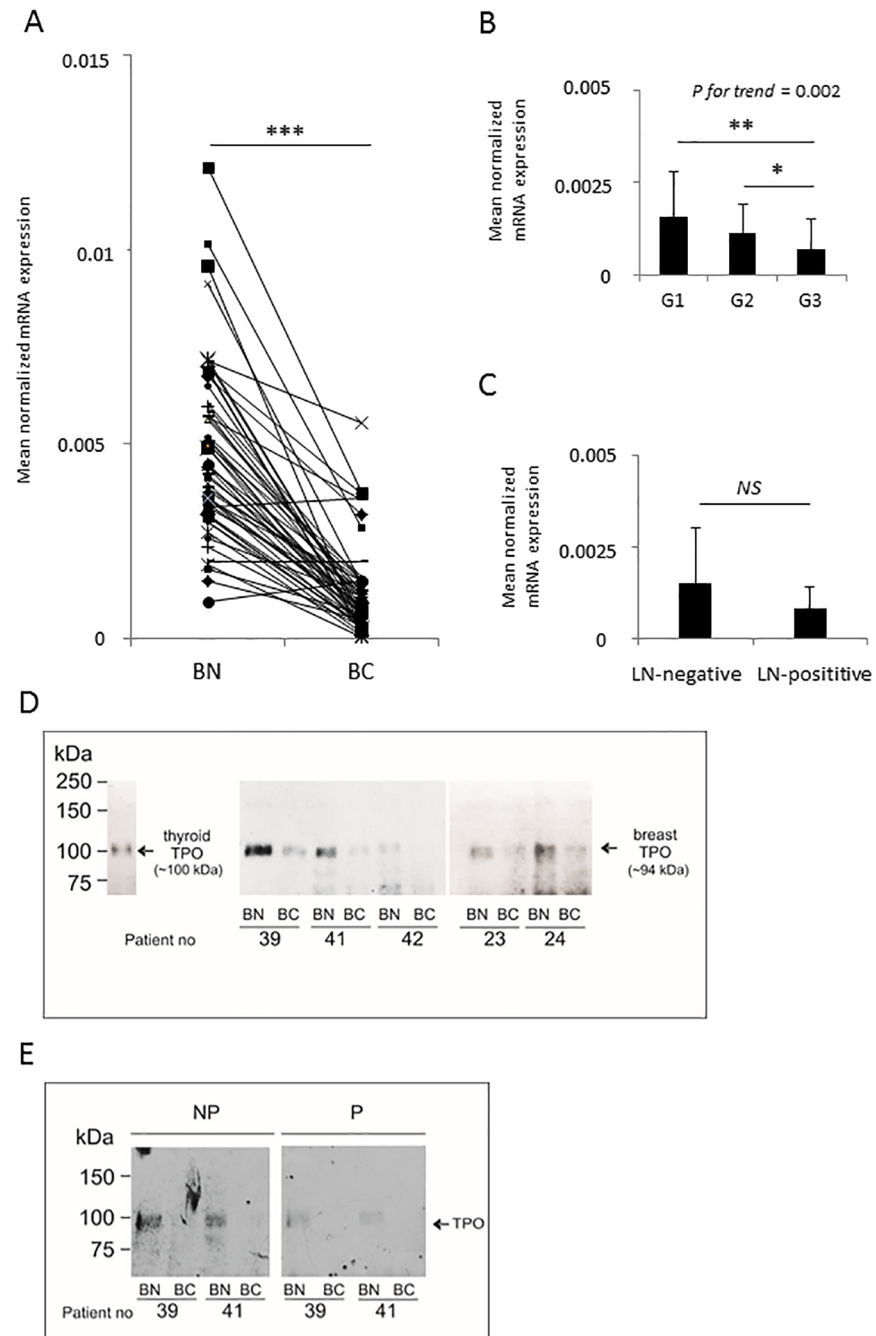 A
0.015
0.01
0.005
0
Mean normalized mRNA expression
***
BN BC
B
Mean normalized
mRNA expression
0.005
0.0025
0
P for trend = 0.002
**
*
G1 G2 G3
C
Mean normalized
mRNA expression
0.005
0.0025
0
NS
LN-negative LN-posititive
D
kDa
250
150
100
75
thyroid
TPO
(~100 kDa)
breast
TPO
(~94 kDa)
BN BC BN BC BN BC BN BC BN BC
Patient no 39 41 42 23 24
E
NP P
kDa
150
100
75
TPO
BN BC BN BC BN BC BN BC
Patient no 39 41 39 41